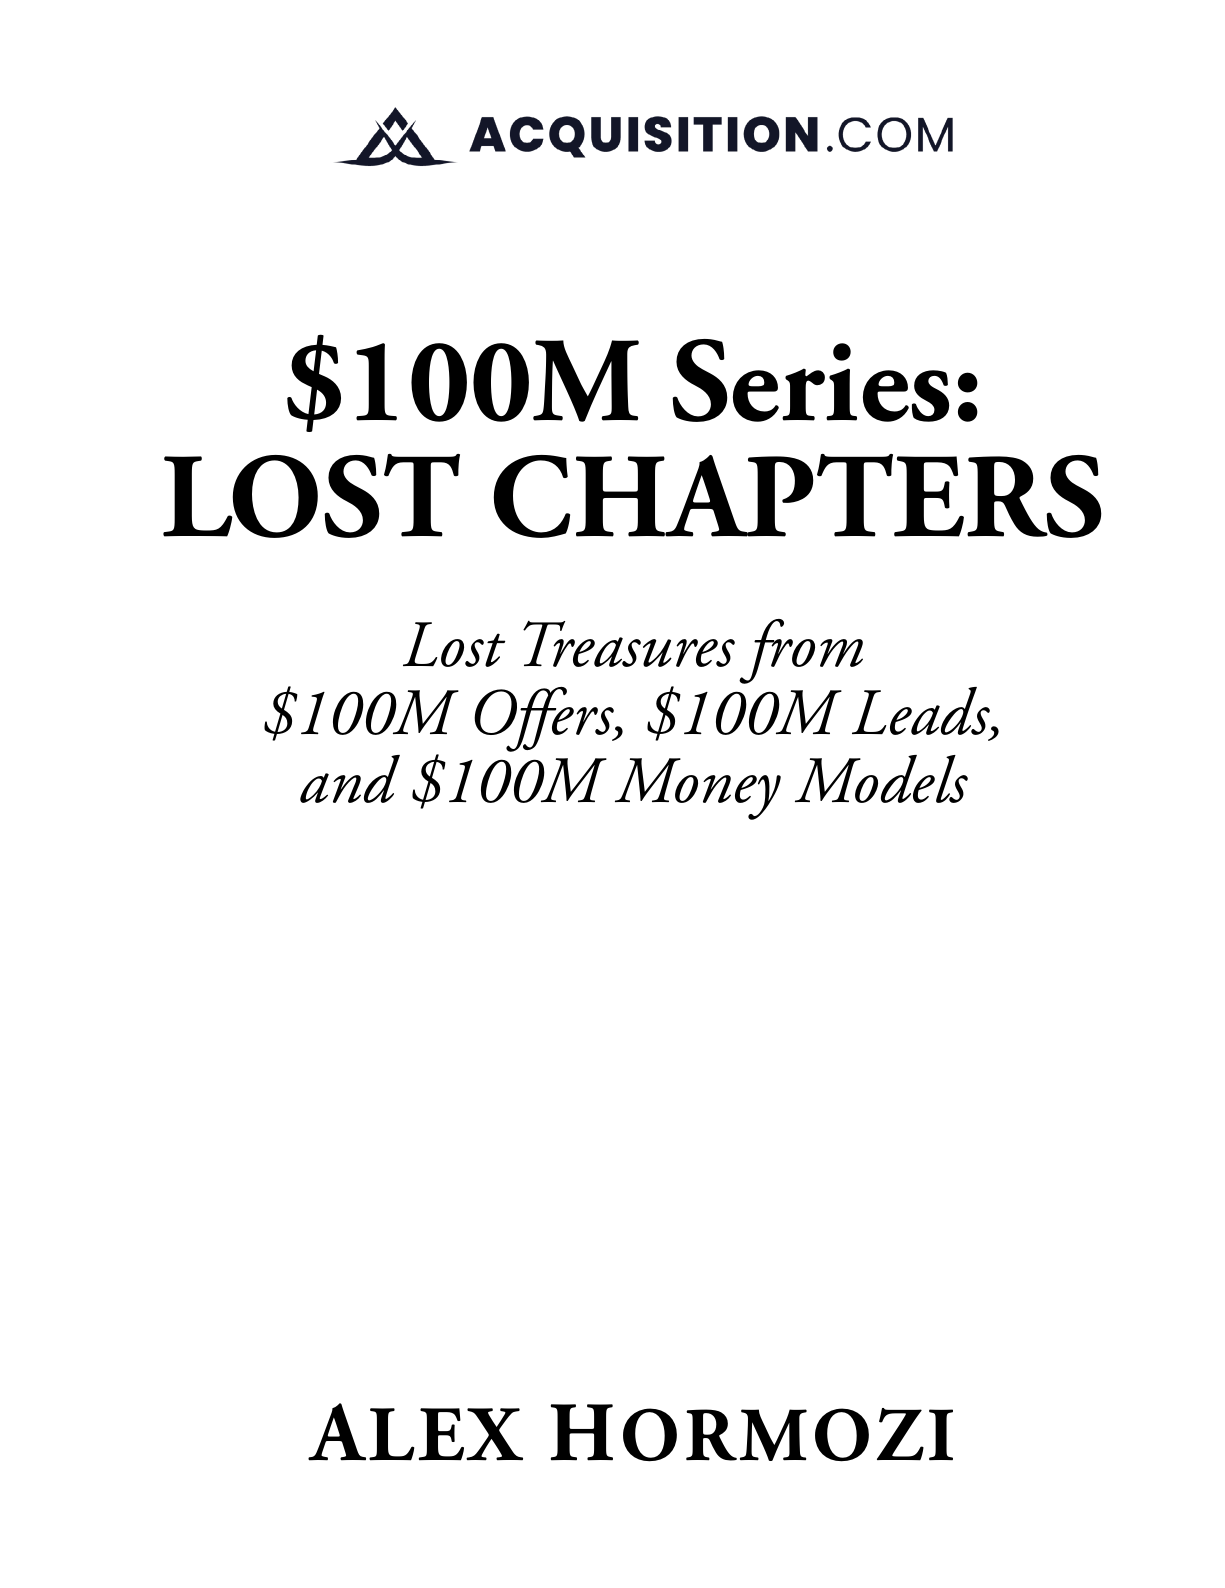 ACQUISITION.COM
$100M Series:
LOST CHAPTERS
Lost Treasures from
$100M Offers, $100M Leads,
and $100M Money Models
ALEX HORMOZI